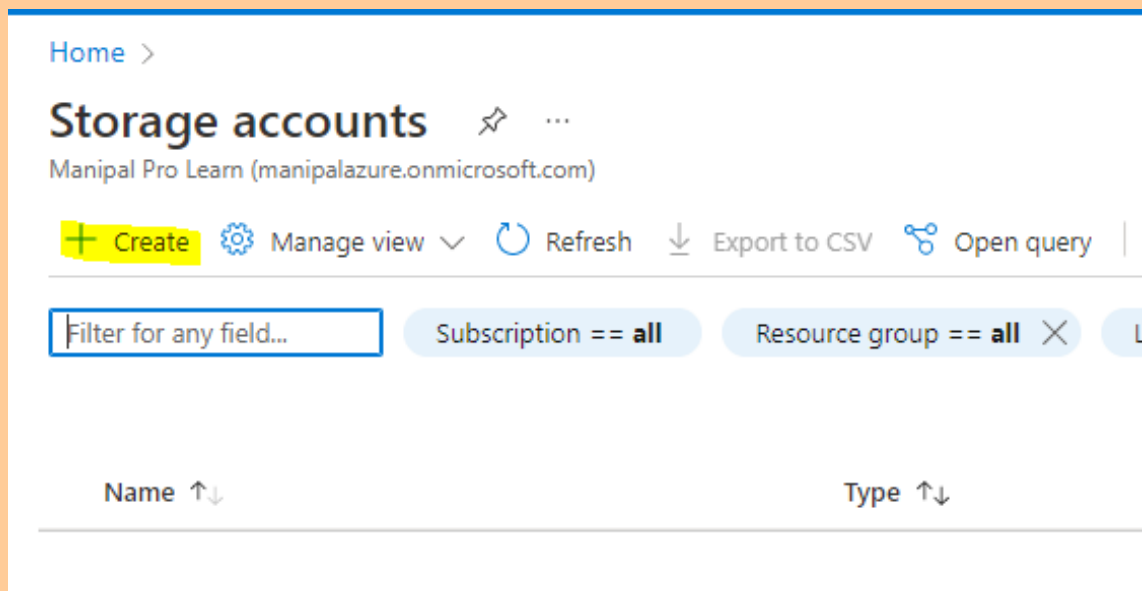 Home >
Storage accounts ...
Manipal Pro Learn (manipalazure.onmicrosoft.com)
+ Create Manage view Refresh Export to CSV Open query
Filter for any field... Subscription == all Resource group == all
Name Type